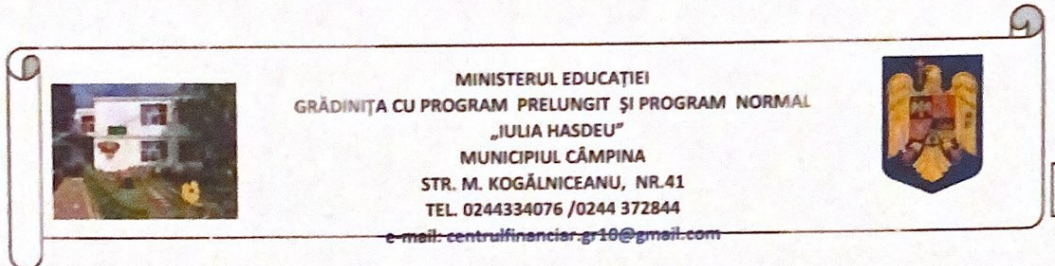 MINISTERUL EDUCAȚIEI
GRĂDINIȚA CU PROGRAM PRELUNGIT ȘI PROGRAM NORMAL
„IULIA HASDEU”
MUNICIPIUL CÂMPINA
STR. M. KOGĂLNICEANU, NR.41
TEL. 0244334076 /0244 372844
e-mail: centrulfinanciar.gr10@gmail.com